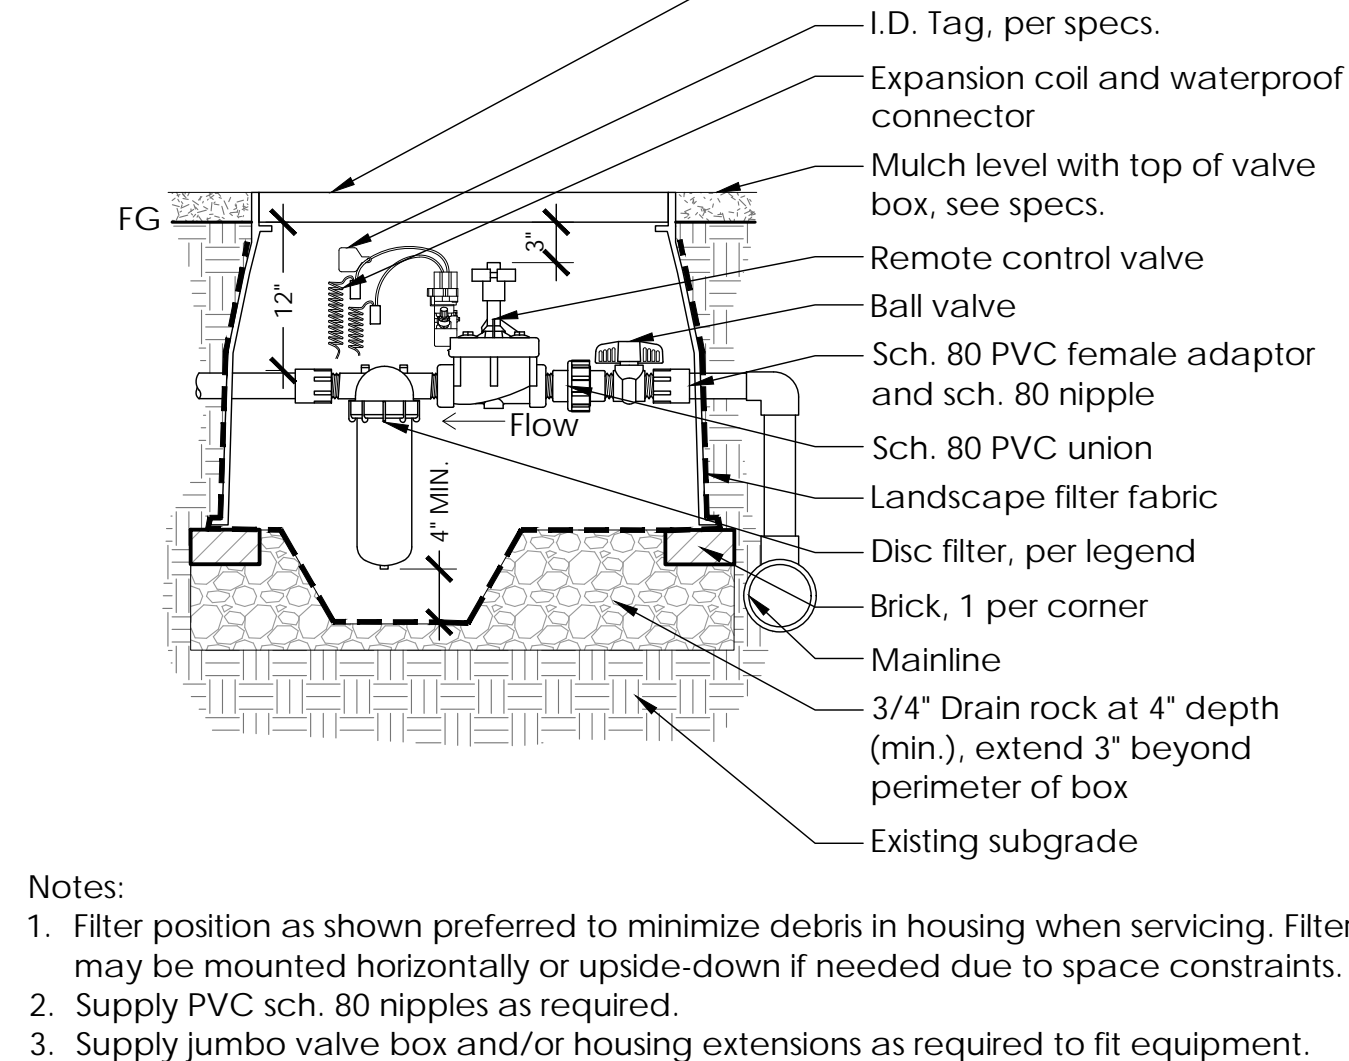 I.D. Tag, per specs.
Expansion coil and waterproof
connector
Mulch level with top of valve
box, see specs.
FG
3"
12"
Remote control valve
Ball valve
Sch. 80 PVC female adaptor
and sch. 80 nipple
Flow
Sch. 80 PVC union
4" MIN.
Landscape filter fabric
Disc filter, per legend
Brick, 1 per corner
Mainline
3/4" Drain rock at 4" depth
(min.), extend 3" beyond
perimeter of box
Existing subgrade
Notes:
1. Filter position as shown preferred to minimize debris in housing when servicing. Filter
may be mounted horizontally or upside-down if needed due to space constraints.
2. Supply PVC sch. 80 nipples as required.
3. Supply jumbo valve box and/or housing extensions as required to fit equipment.